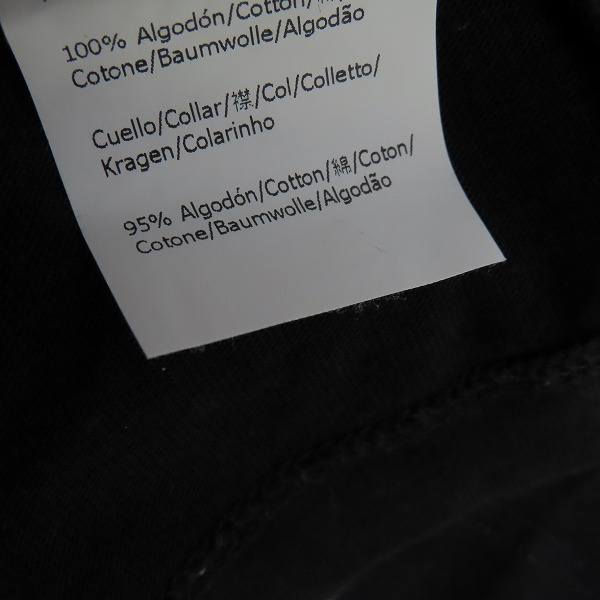 100% Algodón/Cotton/
Cotone/Baumwolle/Algodão
Cuello/Collar/襟/Col/Colletto/
Kragen/Colarinho
95% Algodón/Cotton/綿/Coton/
Cotone/Baumwolle/Algodão